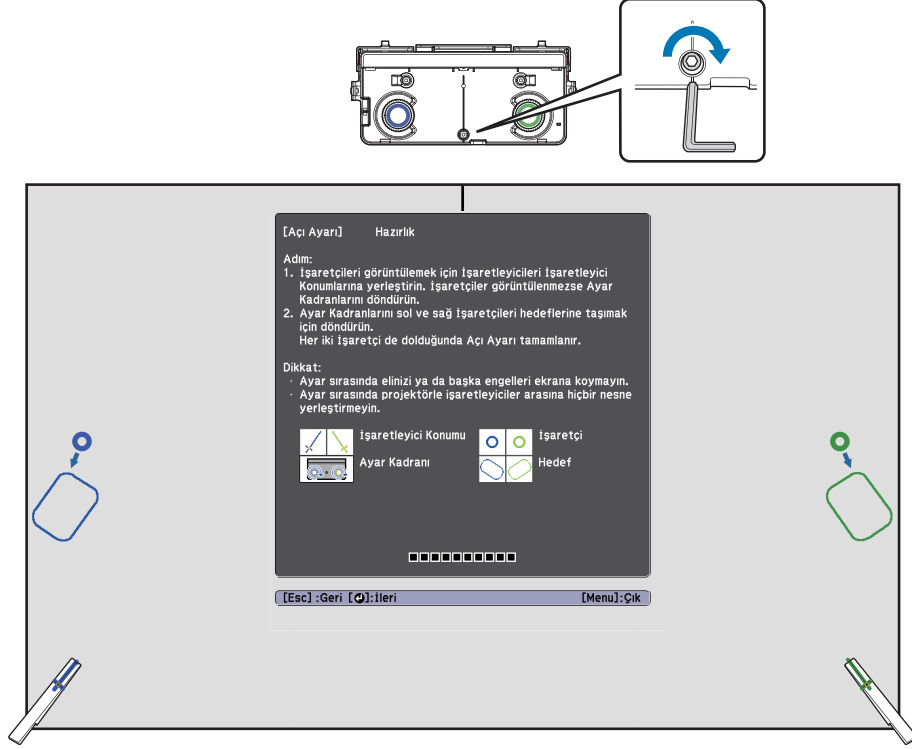 [Açı Ayarı] Hazırlık
Adım:
1. İşaretçileri görüntülemek için İşaretleyicileri İşaretleyici
Konumlarına yerleştirin. İşaretçiler görüntülenmezse Ayar
Kadranlarını döndürün.
2. Ayar Kadranlarını sol ve sağ İşaretçileri hedeflerine taşımak
için döndürün.
Her iki İşaretçi de dolduğunda Açı Ayarı tamamlanır.
Dikkat:
· Ayar sırasında elinizi ya da başka engelleri ekrana koymayın.
· Ayar sırasında projektörle işaretleyiciler arasına hiçbir nesne
yerleştirmeyin.
İşaretleyici Konumu İşaretçi
Ayar Kadranı Hedef
[Esc] :Geri [⏎]:İleri [Menu]:Çık